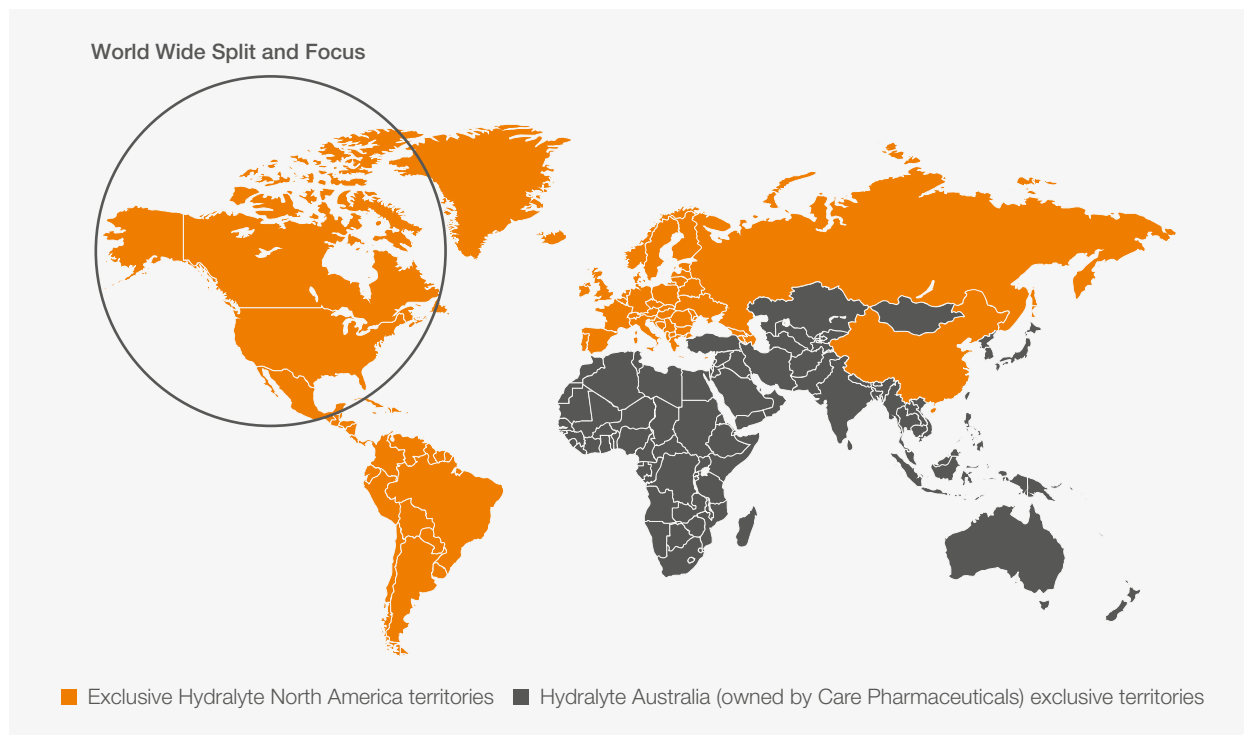 World Wide Split and Focus
Exclusive Hydralyte North America territories
Hydralyte Australia (owned by Care Pharmaceuticals) exclusive territories